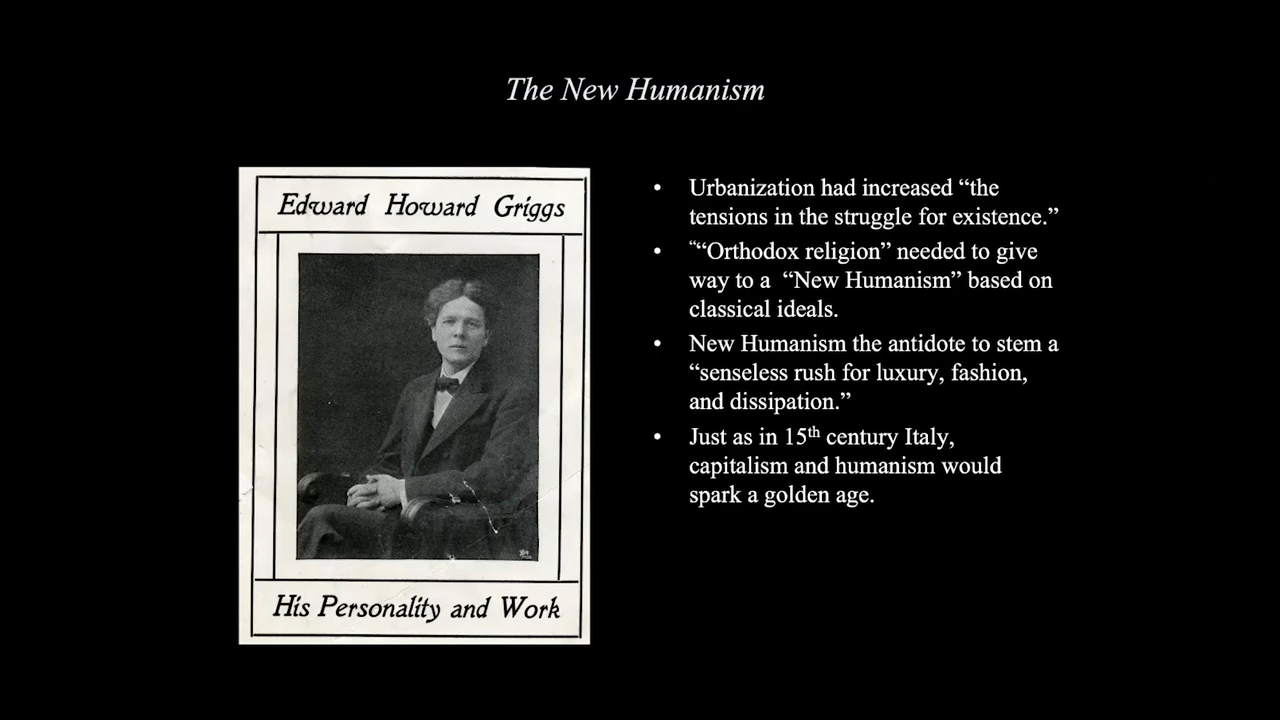 The New Humanism
Edward Howard Griggs
His Personality and Work
• Urbanization had increased “the
tensions in the struggle for existence.”
• “““Orthodox religion” needed to give
way to a “New Humanism” based on
classical ideals.
• New Humanism the antidote to stem a
“senseless rush for luxury, fashion,
and dissipation.”
• Just as in 15th century Italy,
capitalism and humanism would
spark a golden age.